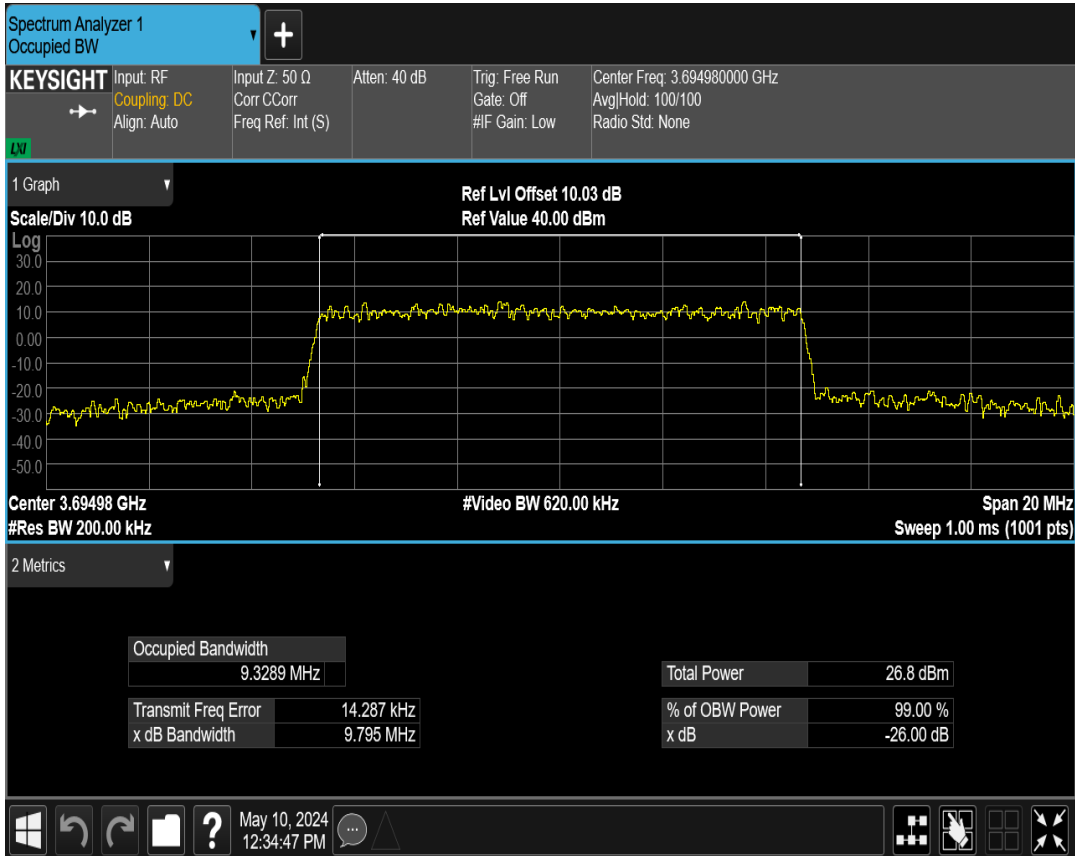 Spectrum Analyzer 1
Occupied BW
KEYSIGHT
LXI
Input: RF
Coupling: DC
Align: Auto
Input Z: 50 Ω
Corr CCorr
Freq Ref: Int (S)
Atten: 40 dB
Trig: Free Run
Gate: Off
#IF Gain: Low
Center Freq: 3.694980000 GHz
Avg|Hold: 100/100
Radio Std: None
1 Graph
Scale/Div 10.0 dB
Ref Lvl Offset 10.03 dB
Ref Value 40.00 dBm
Log
30.0
20.0
10.0
0.00
-10.0
-20.0
-30.0
-40.0
-50.0
Center 3.69498 GHz
#Res BW 200.00 kHz
#Video BW 620.00 kHz
Span 20 MHz
Sweep 1.00 ms (1001 pts)
2 Metrics
Occupied Bandwidth
9.3289 MHz
Transmit Freq Error 14.287 kHz
x dB Bandwidth 9.795 MHz
Total Power 26.8 dBm
% of OBW Power 99.00 %
x dB -26.00 dB
May 10, 2024
12:34:47 PM